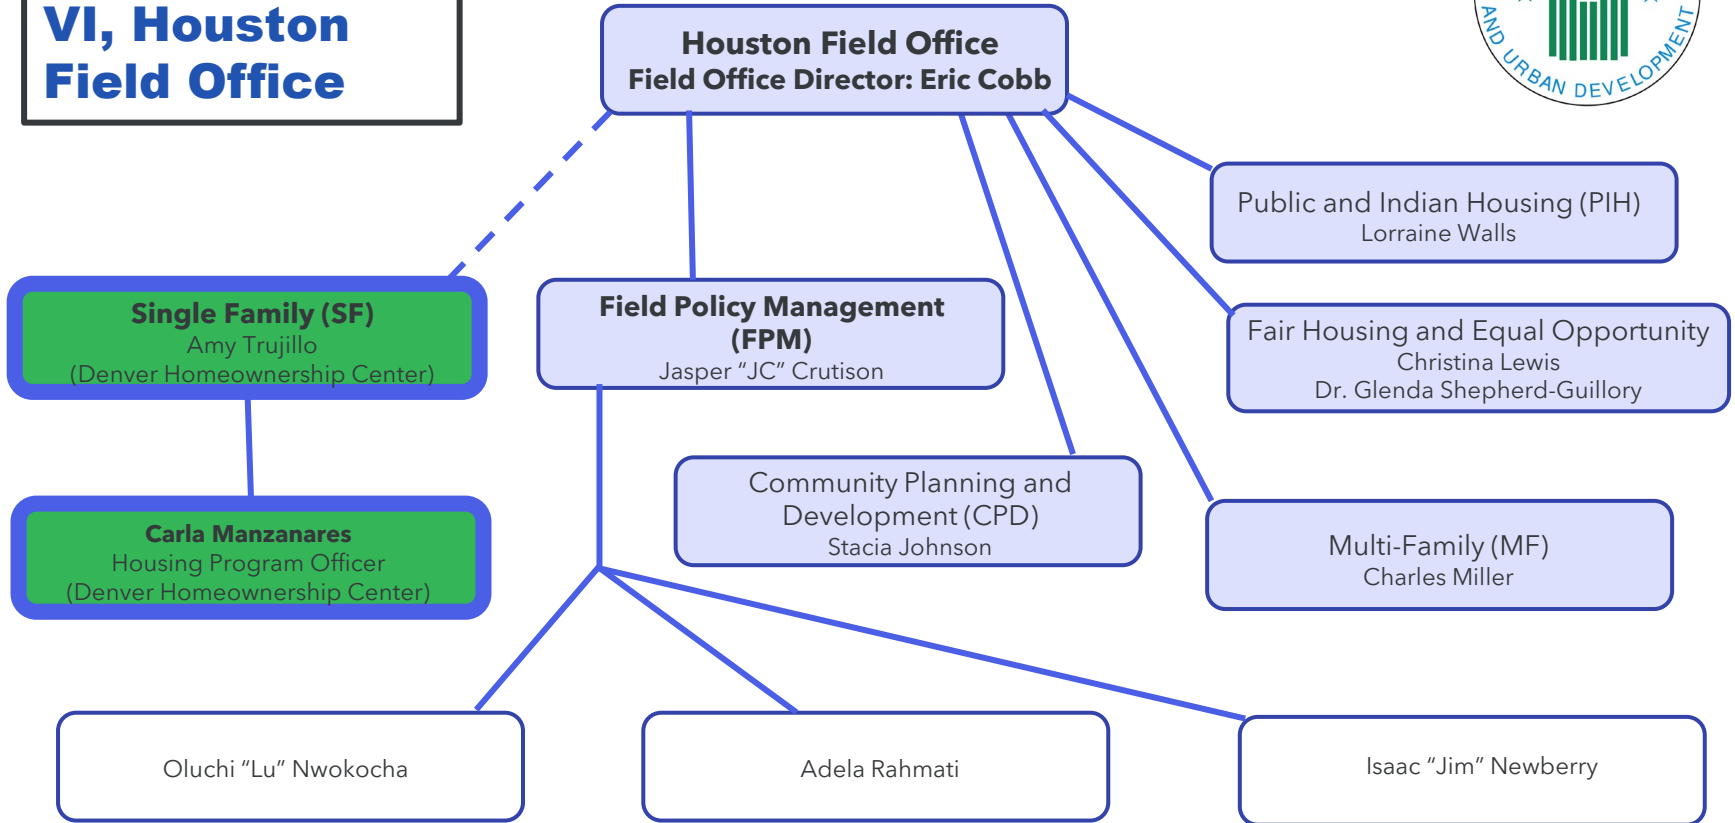 VI, Houston
Field Office
Houston Field Office
Field Office Director: Eric Cobb
AND URBAN DEVELOPMENT
Public and Indian Housing (PIH)
Lorraine Walls
Single Family (SF)
Amy Trujillo
(Denver Homeownership Center)
Field Policy Management
(FPM)
Jasper “JC” Crutison
Fair Housing and Equal Opportunity
Christina Lewis
Dr. Glenda Shepherd-Guillory
Community Planning and
Development (CPD)
Stacia Johnson
Carla Manzanares
Housing Program Officer
(Denver Homeownership Center)
Multi-Family (MF)
Charles Miller
Oluchi “Lu” Nwokocha
Adela Rahmati
Isaac “Jim” Newberry